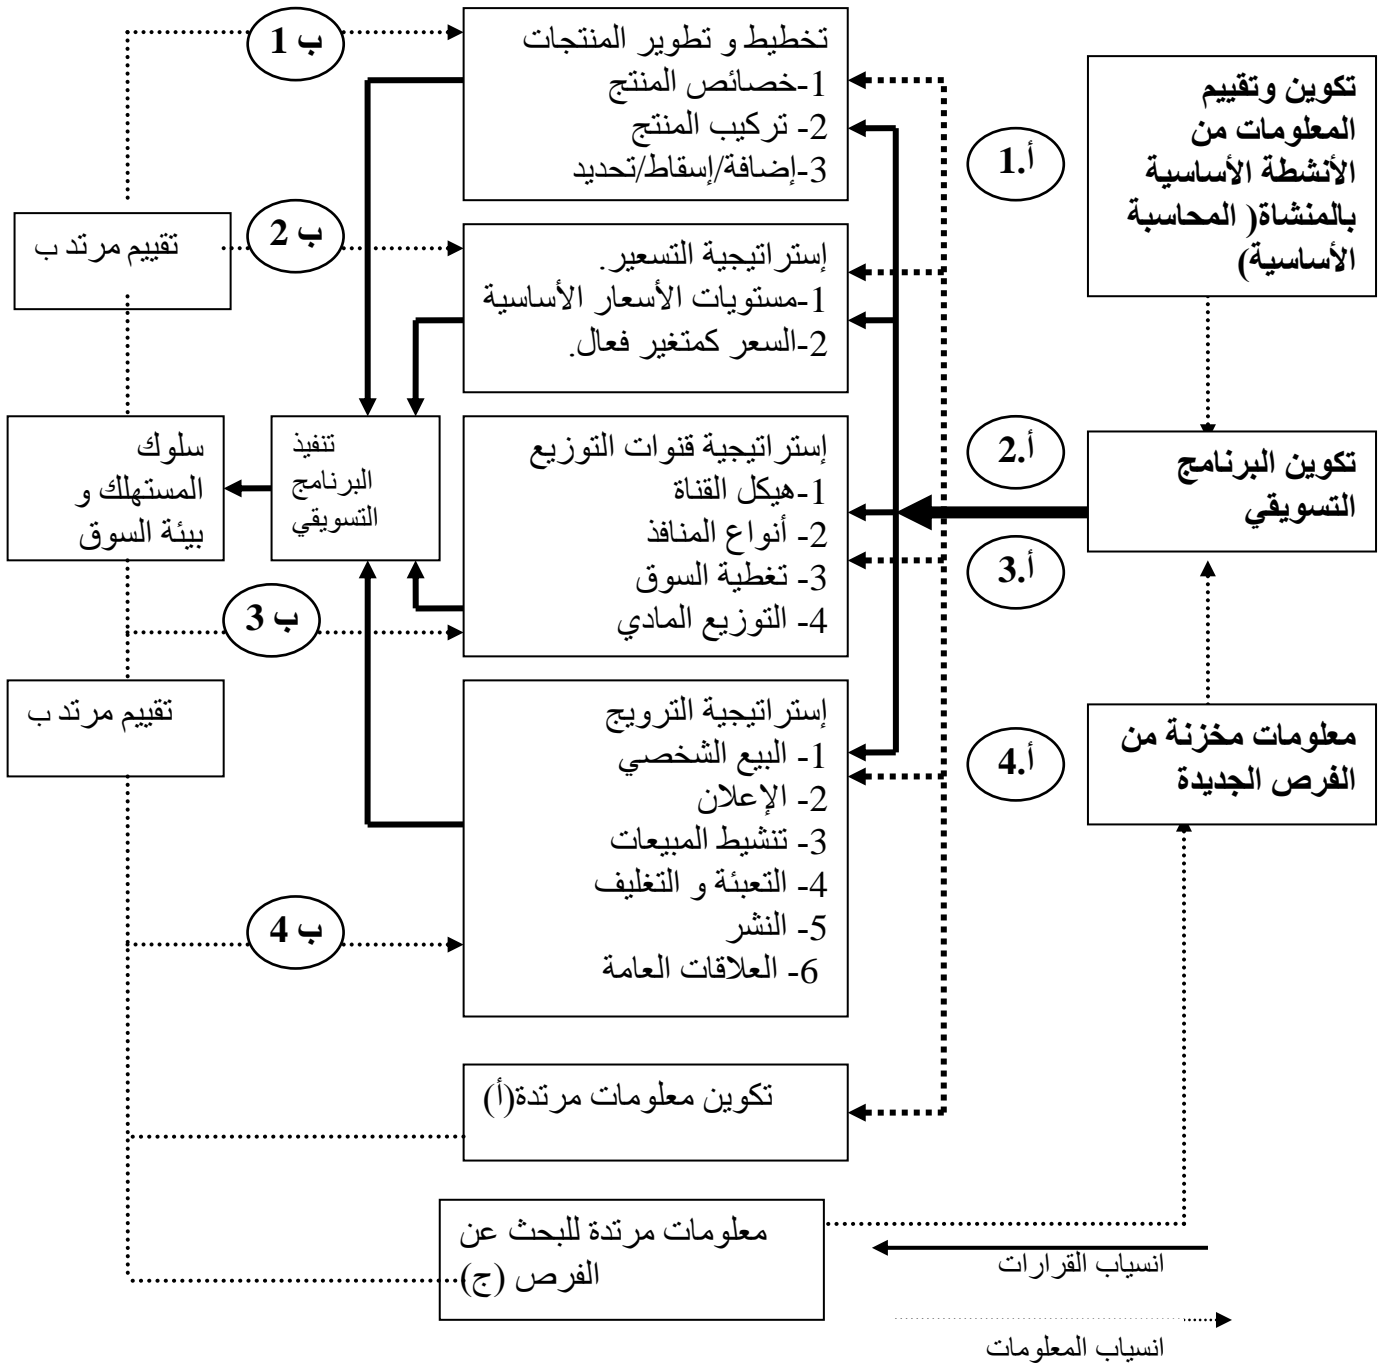 تكوين وتقييم
المعلومات من
الأنشطة الأساسية
بالمنشاة( المحاسبة
الأساسية)
أ.1
أ.2
تكوين البرنامج
التسويقي
أ.3
أ.4
معلومات مخزنة من
الفرص الجديدة
تخطيط و تطوير المنتجات
1-خصائص المنتج
2- تركيب المنتج
3-إضافة/إسقاط/تحديد
إستراتيجية التسعير.
1-مستويات الأسعار الأساسية
2-السعر كمتغير فعال.
إستراتيجية قنوات التوزيع
1-هيكل القناة
2- أنواع المنافذ
3- تغطية السوق
4- التوزيع المادي
إستراتيجية الترويج
1- البيع الشخصي
2- الإعلان
3- تنشيط المبيعات
4- التعبئة و التغليف
5- النشر
6- العلاقات العامة
تكوين معلومات مرتدة(أ)
معلومات مرتدة للبحث عن
الفرص (ج)
ب 1
ب 2
تنفيذ
البرنامج
التسويقي
ب 3
ب 4
تقييم مرتد ب
سلوك
المستهلك و
بيئة السوق
تقييم مرتد ب
انسياب القرارات
انسياب المعلومات